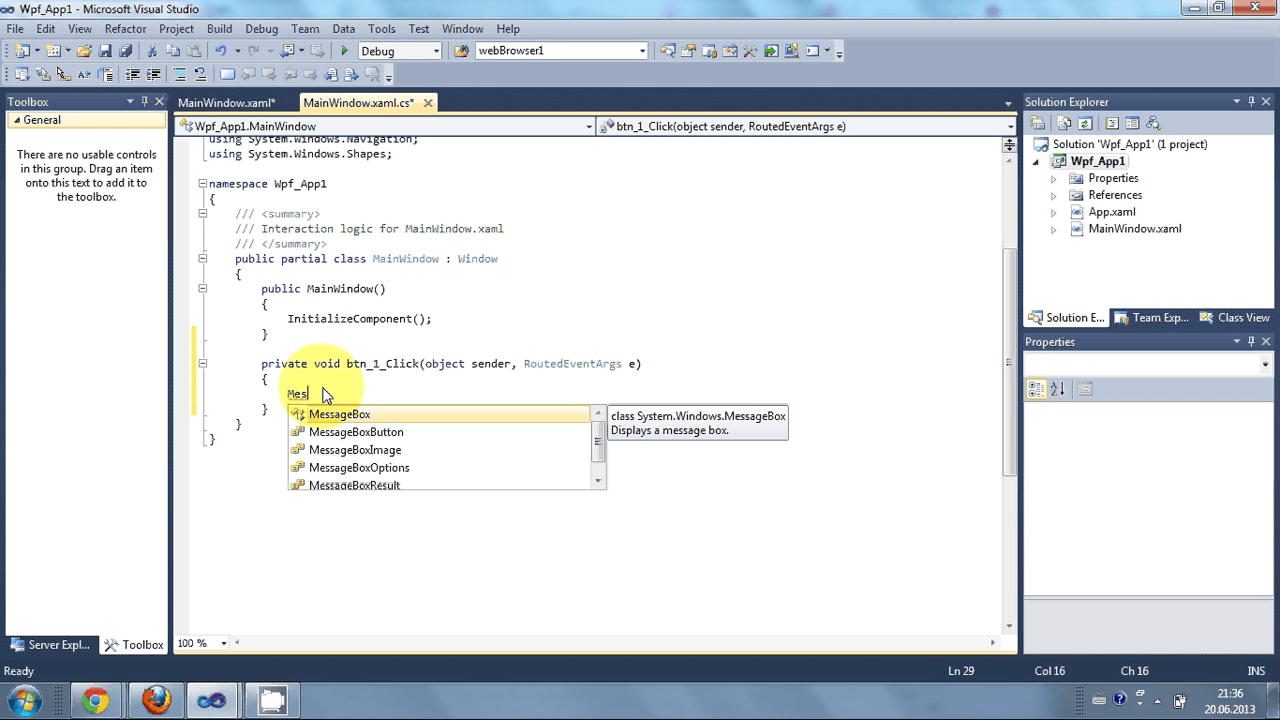 Wpf_App1 - Microsoft Visual Studio
File Edit View Refactor Project Build Debug Team Data Tools Test Window Help
Debug webBrowser1
Toolbox
General
There are no usable controls
in this group. Drag an item
onto this text to add it to
the toolbox.
Server Expl... Toolbox
MainWindow.xaml* MainWindow.xaml.cs*
Wpf_App1.MainWindow btn_1_Click(object sender, RoutedEventArgs e)
using System.Windows.Navigation;
using System.Windows.Shapes;
namespace Wpf_App1
{
/// <summary>
/// Interaction logic for MainWindow.xaml
/// </summary>
public partial class MainWindow : Window
{
public MainWindow()
{
InitializeComponent();
}
private void btn_1_Click(object sender, RoutedEventArgs e)
{
Mes
}
}
}
MessageBox
MessageBoxButton
MessageBoxImage
MessageBoxOptions
MessageBoxResult
class System.Windows.MessageBox
Displays a message box.
100 %
Solution Explorer
Solution 'Wpf_App1' (1 project)
Wpf_App1
Properties
References
App.xaml
MainWindow.xaml
Solution E... Team Exp... Class View
Properties
Ready Ln 29 Col 16 Ch 16 INS
21:36
20.06.2013